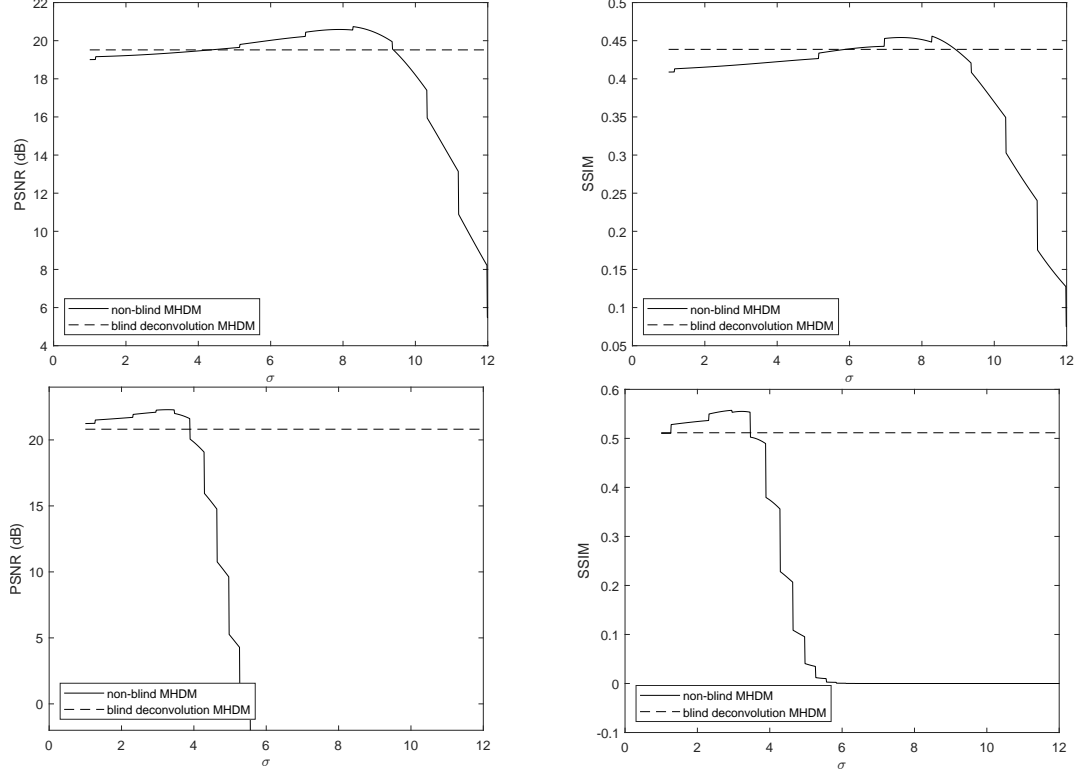 22
20
18
16
14
12
10
8
6
4
PSNR (dB)
0 2 4 6 8 10 12
σ
non-blind MHDM
blind deconvolution MHDM
0.5
0.45
0.4
0.35
0.3
0.25
0.2
0.15
0.1
0.05
SSIM
0 2 4 6 8 10 12
σ
non-blind MHDM
blind deconvolution MHDM
20
15
10
5
0
PSNR (dB)
0 2 4 6 8 10 12
σ
non-blind MHDM
blind deconvolution MHDM
0.6
0.5
0.4
0.3
0.2
0.1
0
-0.1
SSIM
0 2 4 6 8 10 12
σ
non-blind MHDM
blind deconvolution MHDM